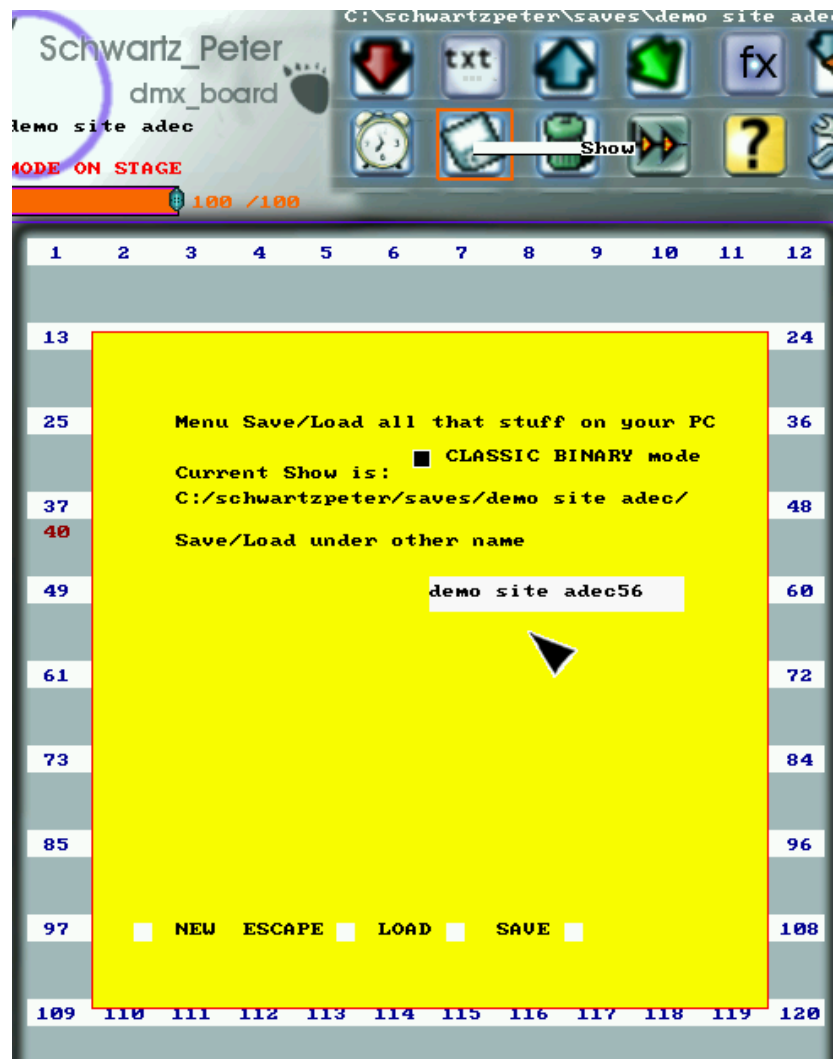 C:\schwartzpeter\saves\demo site adec
Schwartz_Peter
dmx_board
txt
fx
demo site adec
Show
?
MODE ON STAGE
100 /100
1 2 3 4 5 6 7 8 9 10 11 12
13 24
25 Menu Save/Load all that stuff on your PC 36
CLASSIC BINARY mode
Current Show is:
37 C:/schwartzpeter/saves/demo site adec/ 48
40
Save/Load under other name
49 demo site adec56 60
61 72
73 84
85 96
97 NEW ESCAPE LOAD SAVE 108
109 110 111 112 113 114 115 116 117 118 119 120